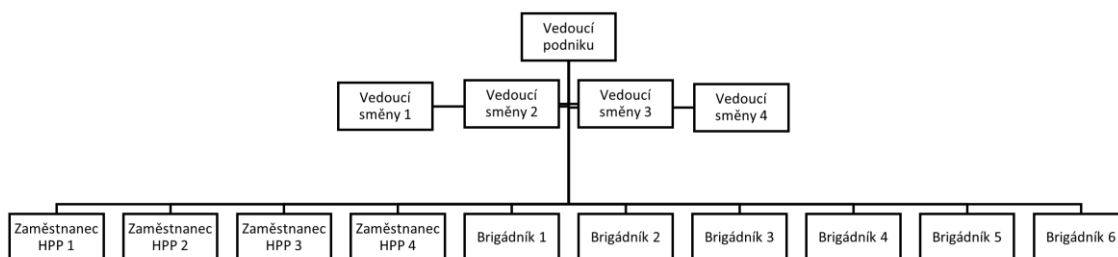 Vedoucí
podniku
Vedoucí
směny 1
Vedoucí
směny 2
Vedoucí
směny 3
Vedoucí
směny 4
Zaměstnanec
HPP 1
Zaměstnanec
HPP 2
Zaměstnanec
HPP 3
Zaměstnanec
HPP 4
Brigádník 1
Brigádník 2
Brigádník 3
Brigádník 4
Brigádník 5
Brigádník 6